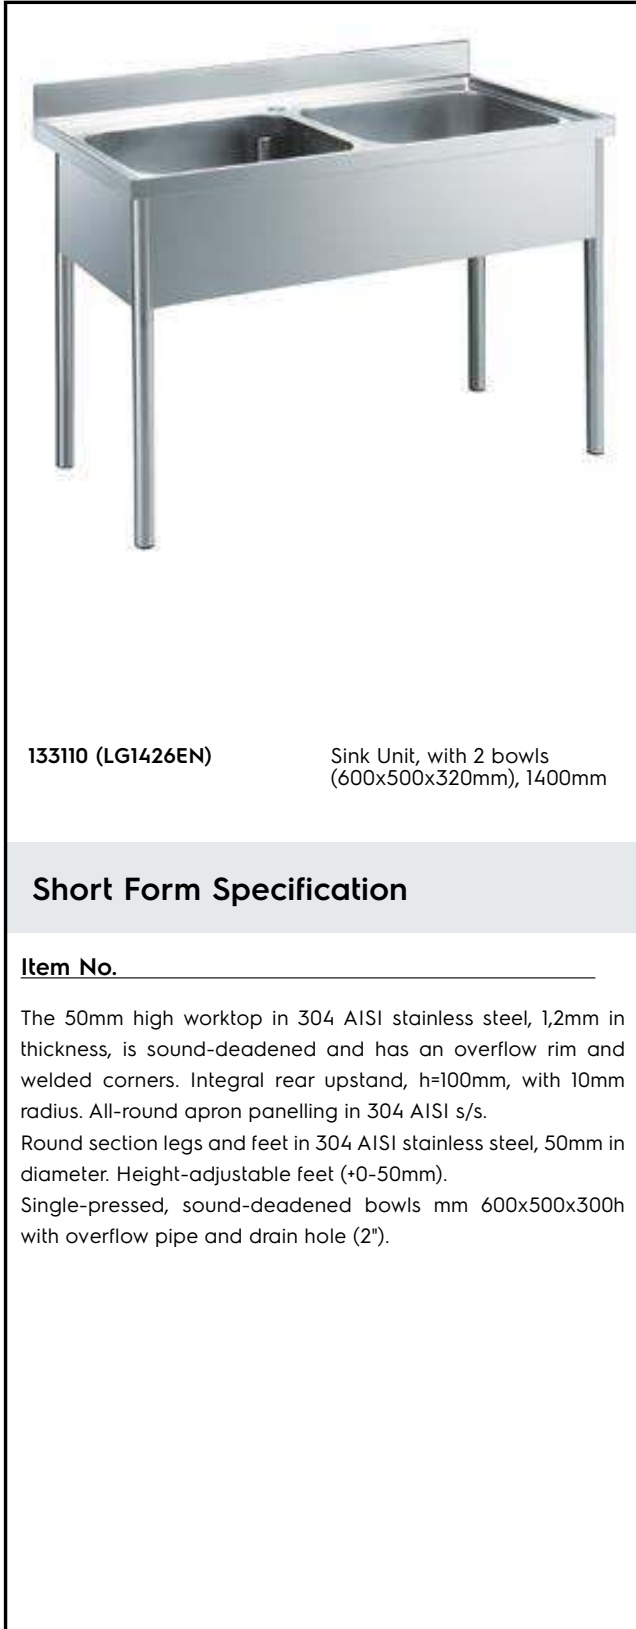 133110 (LG1426EN)
Sink Unit, with 2 bowls
(600x500x320mm), 1400mm
Short Form Specification
Item No.
The 50mm high worktop in 304 AISI stainless steel, 1,2mm in
thickness, is sound-deadened and has an overflow rim and
welded corners. Integral rear upstand, h=100mm, with 10mm
radius. All-round apron panelling in 304 AISI s/s.
Round section legs and feet in 304 AISI stainless steel, 50mm in
diameter. Height-adjustable feet (+0-50mm).
Single-pressed, sound-deadened bowls mm 600x500x300h
with overflow pipe and drain hole (2").